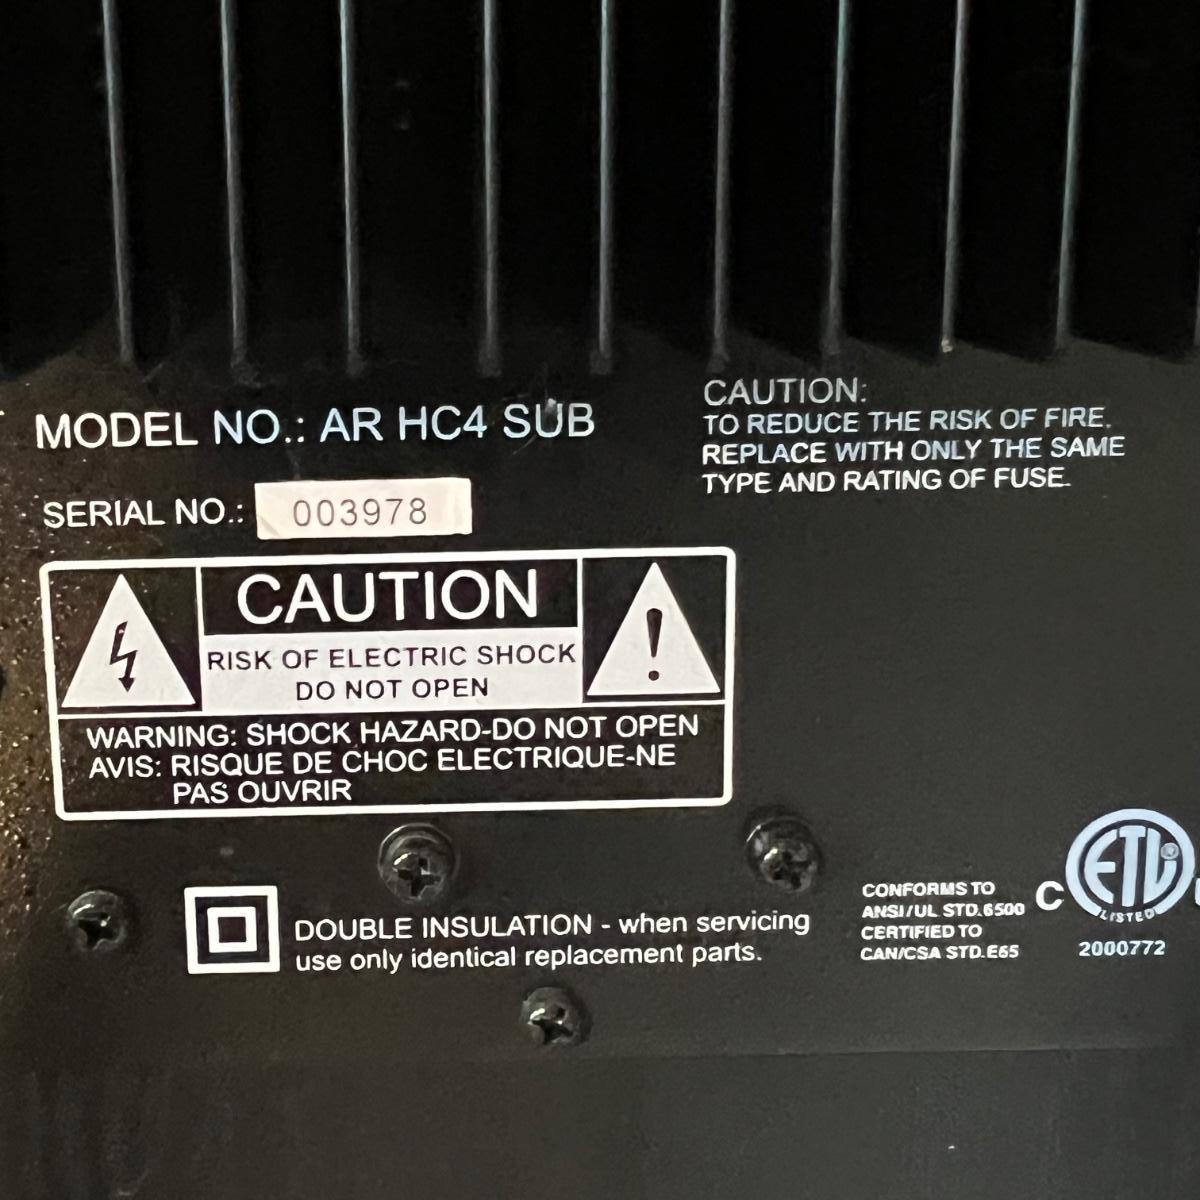 MODEL NO.: AR HC4 SUB
SERIAL NO.: 003978
CAUTION:
TO REDUCE THE RISK OF FIRE.
REPLACE WITH ONLY THE SAME
TYPE AND RATING OF FUSE.
CAUTION
RISK OF ELECTRIC SHOCK
DO NOT OPEN
WARNING: SHOCK HAZARD-DO NOT OPEN
AVIS: RISQUE DE CHOC ELECTRIQUE-NE
PAS OUVRIR
DOUBLE INSULATION - when servicing
use only identical replacement parts.
CONFORMS TO
ANSI/UL STD.6500
CERTIFIED TO
CAN/CSA STD.E65
C ETL
LISTED
2000772